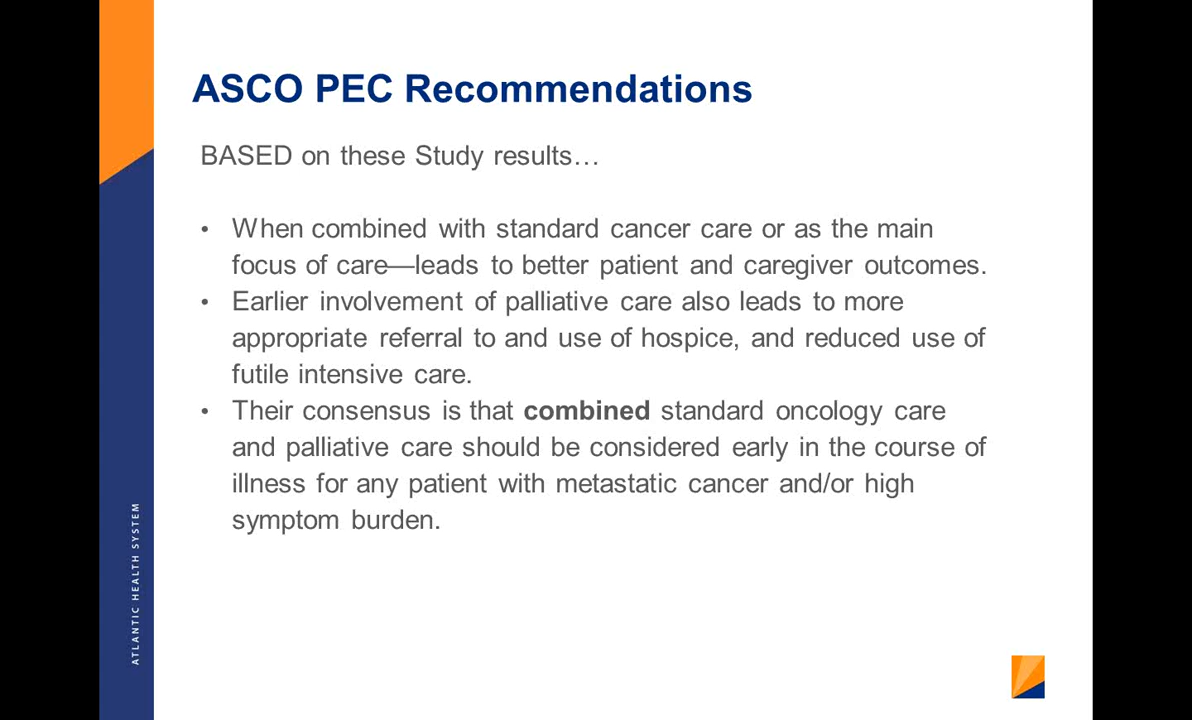 ASCO PEC Recommendations
BASED on these Study results…
• When combined with standard cancer care or as the main
focus of care—leads to better patient and caregiver outcomes.
• Earlier involvement of palliative care also leads to more
appropriate referral to and use of hospice, and reduced use of
futile intensive care.
• Their consensus is that combined standard oncology care
and palliative care should be considered early in the course of
illness for any patient with metastatic cancer and/or high
symptom burden.
ATLANTIC HEALTH SYSTEM